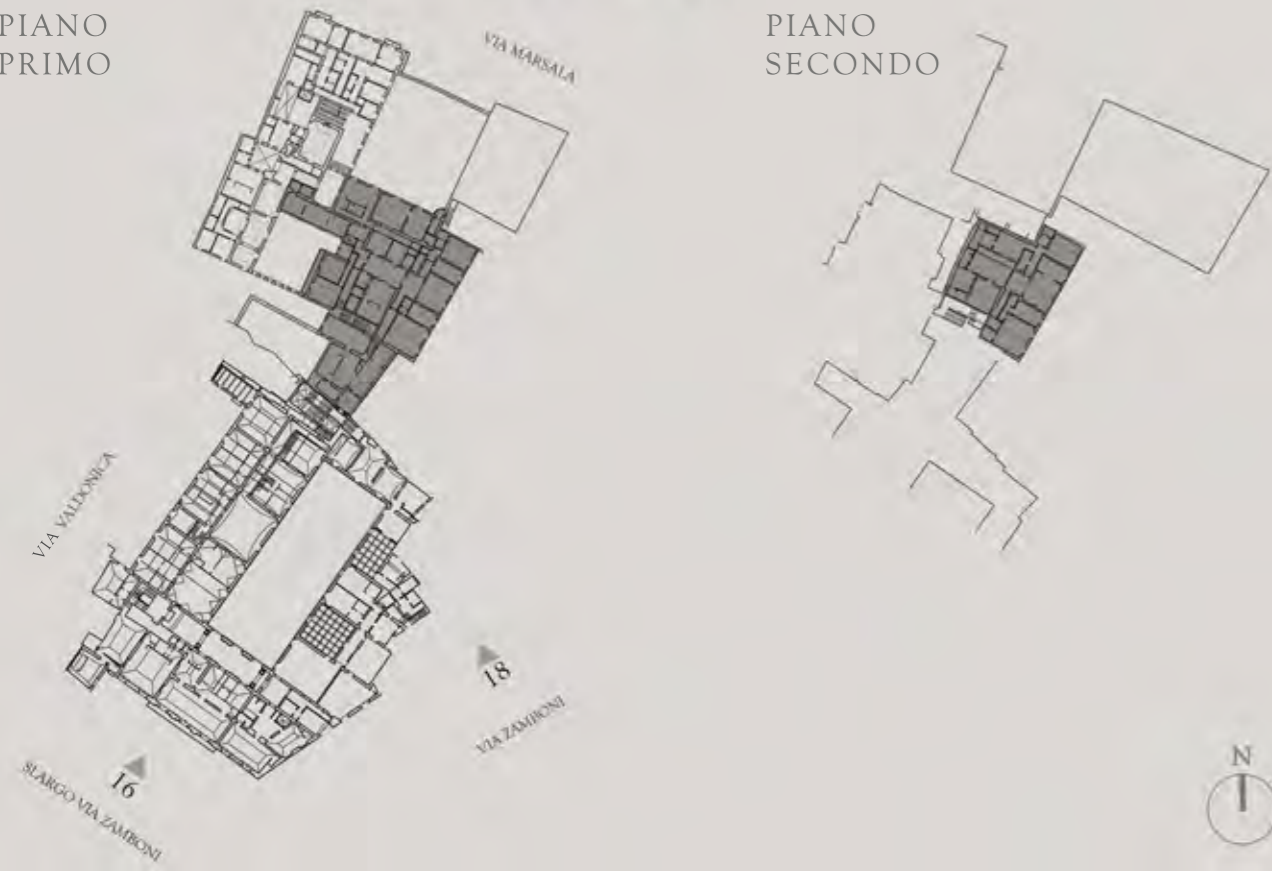 PIANO
PRIMO
VIA MARSALA
PIANO
SECONDO
VIA VALDONICA
18
VIA ZAMBONI
16
SLARGO VIA ZAMBONI
N